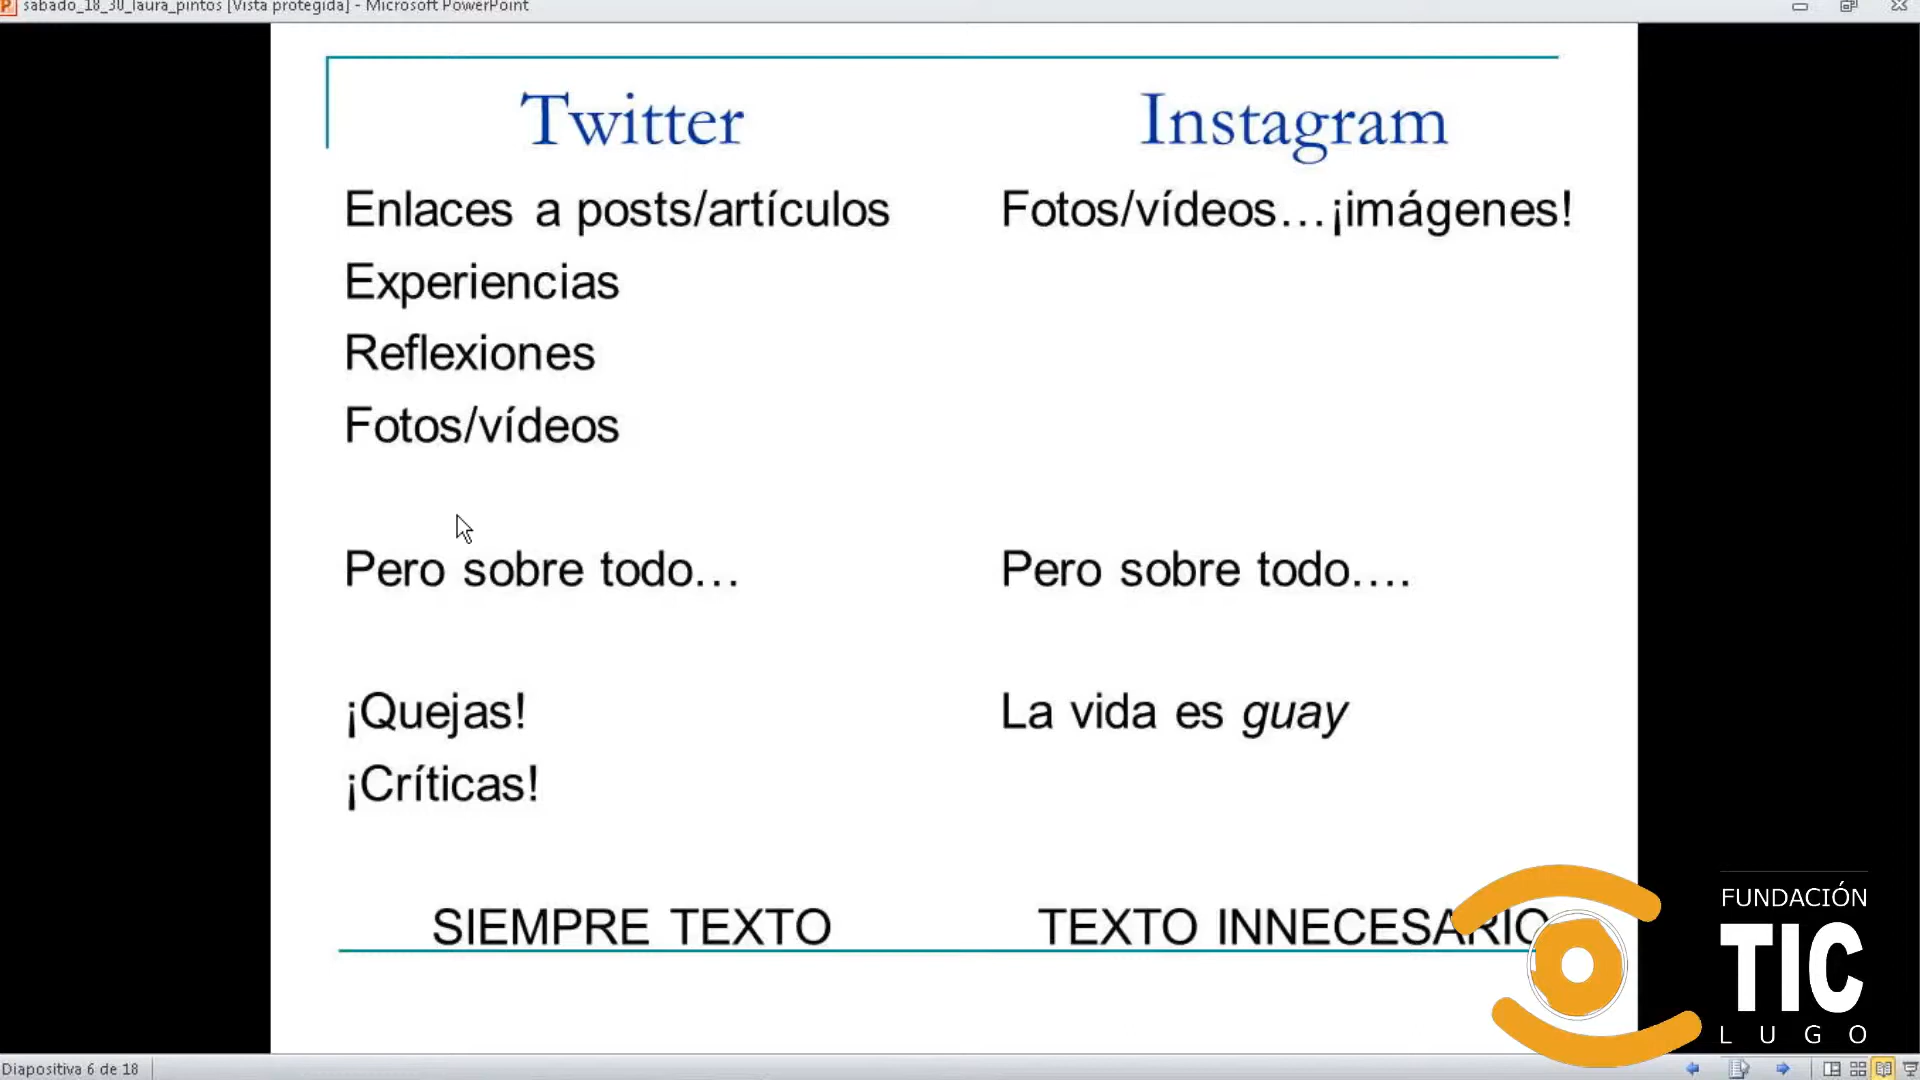 sabado_18_30_laura_pintos [Vista protegida] - Microsoft PowerPoint
Twitter
Enlaces a posts/artículos
Experiencias
Reflexiones
Fotos/vídeos
Pero sobre todo…
¡Quejas!
¡Críticas!
SIEMPRE TEXTO
Instagram
Fotos/vídeos…¡imágenes!
Pero sobre todo….
La vida es guay
TEXTO INNECESARIO
FUNDACIÓN
TIC
LUGO
Diapositiva 6 de 18